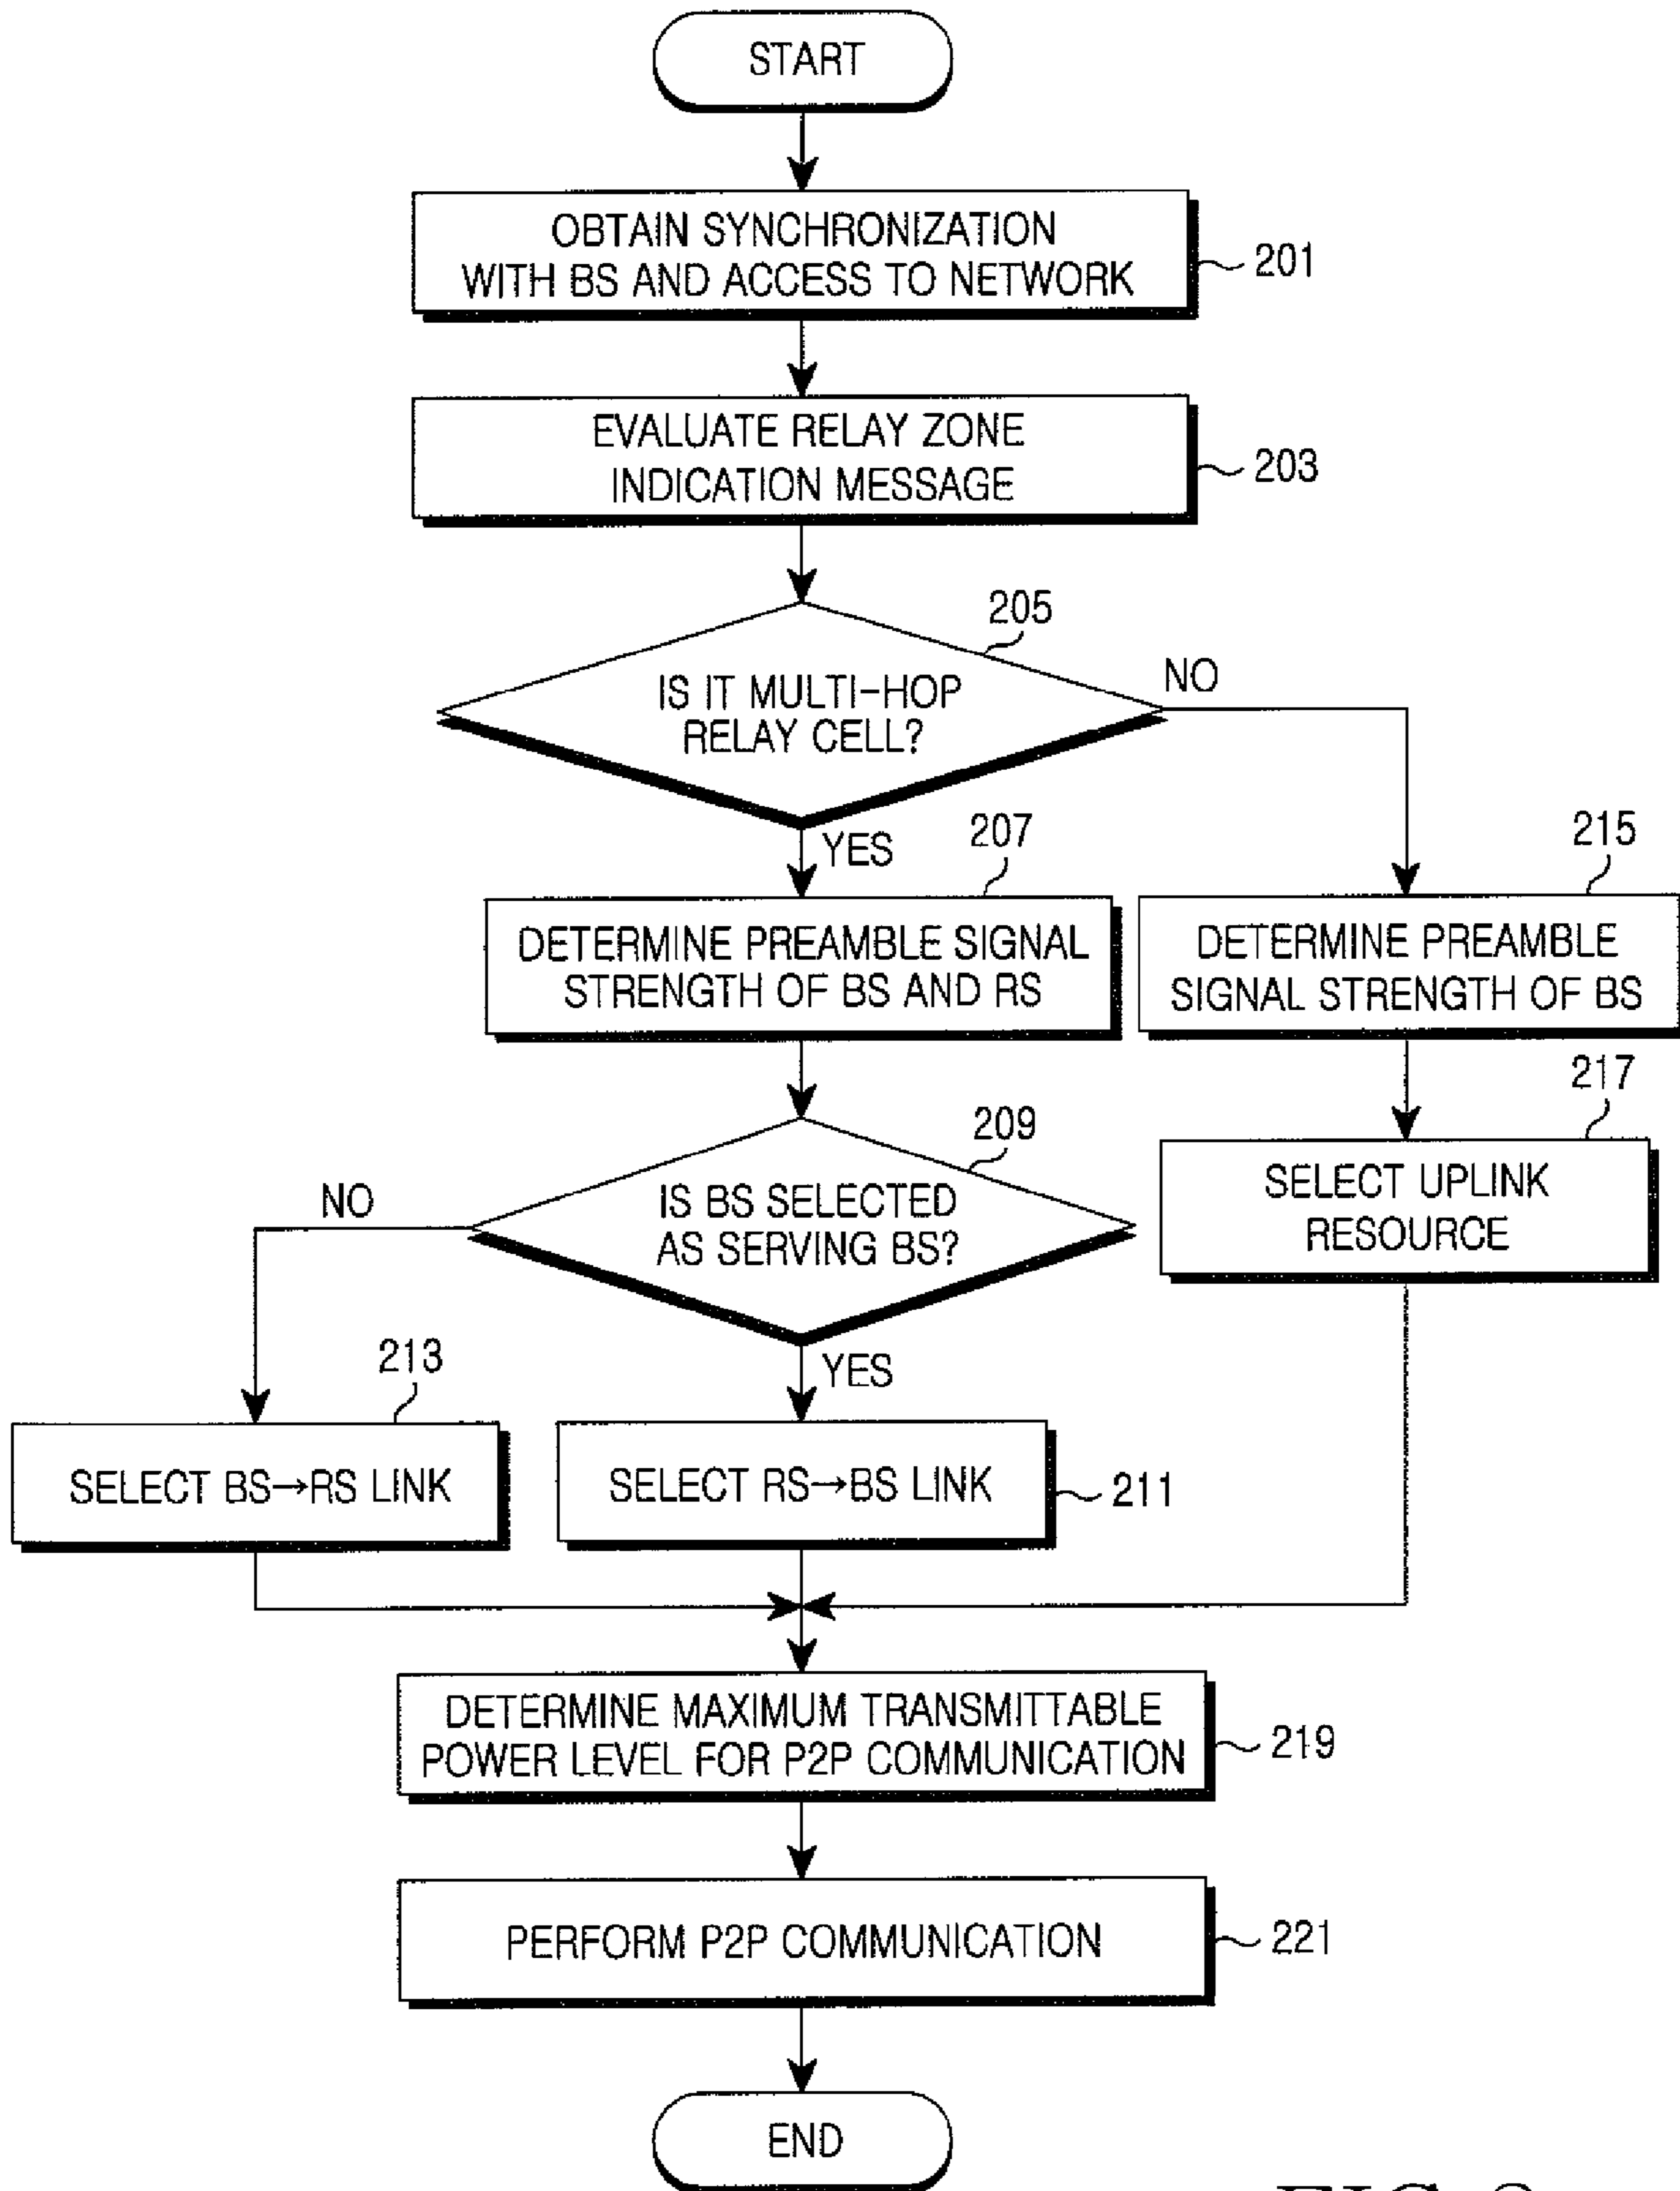 START
OBTAIN SYNCHRONIZATION
WITH BS AND ACCESS TO NETWORK
201
EVALUATE RELAY ZONE
INDICATION MESSAGE
203
205
IS IT MULTI-HOP
RELAY CELL?
NO
YES
207
215
DETERMINE PREAMBLE SIGNAL
STRENGTH OF BS AND RS
DETERMINE PREAMBLE
SIGNAL STRENGTH OF BS
217
209
IS BS SELECTED
AS SERVING BS?
NO
YES
SELECT UPLINK
RESOURCE
213
SELECT BS→RS LINK
SELECT RS→BS LINK
211
DETERMINE MAXIMUM TRANSMITTABLE
POWER LEVEL FOR P2P COMMUNICATION
219
PERFORM P2P COMMUNICATION
221
END